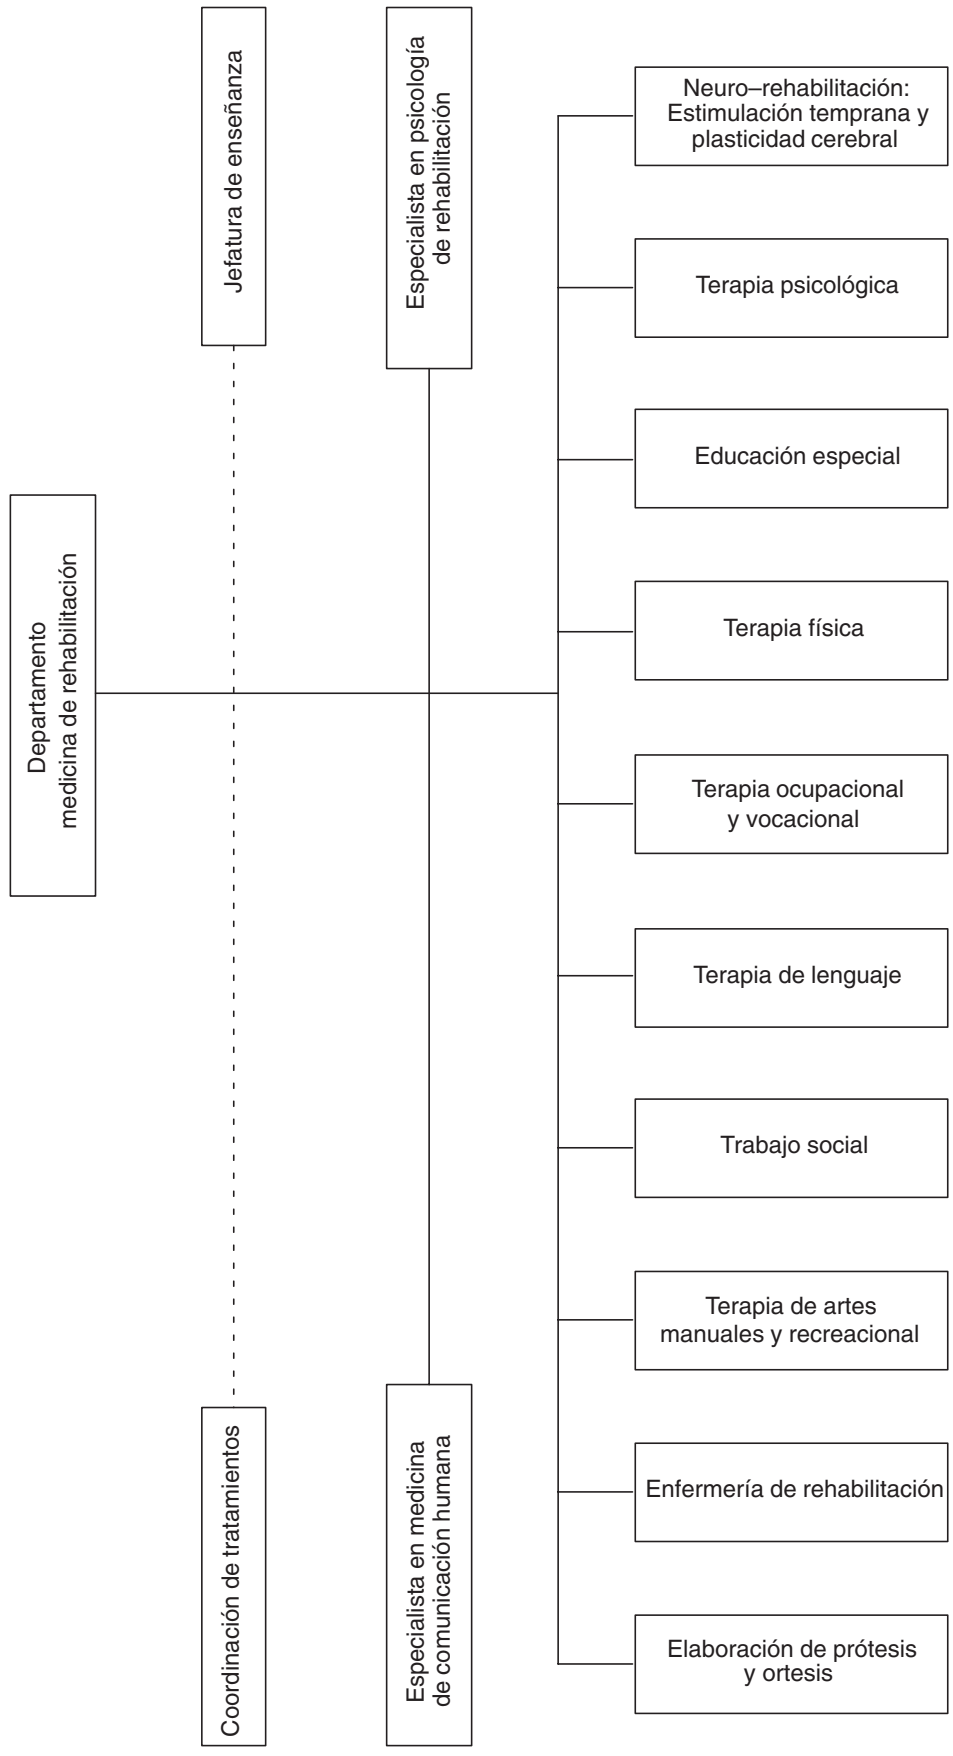 Departamento
medicina de rehabilitación
Jefatura de enseñanza
Coordinación de tratamientos
Especialista en psicología
de rehabilitación
Especialista en medicina
de comunicación humana
Neuro–rehabilitación:
Estimulación temprana y
plasticidad cerebral
Terapia psicológica
Educación especial
Terapia física
Terapia ocupacional
y vocacional
Terapia de lenguaje
Trabajo social
Terapia de artes
manuales y recreacional
Enfermería de rehabilitación
Elaboración de prótesis
y ortesis